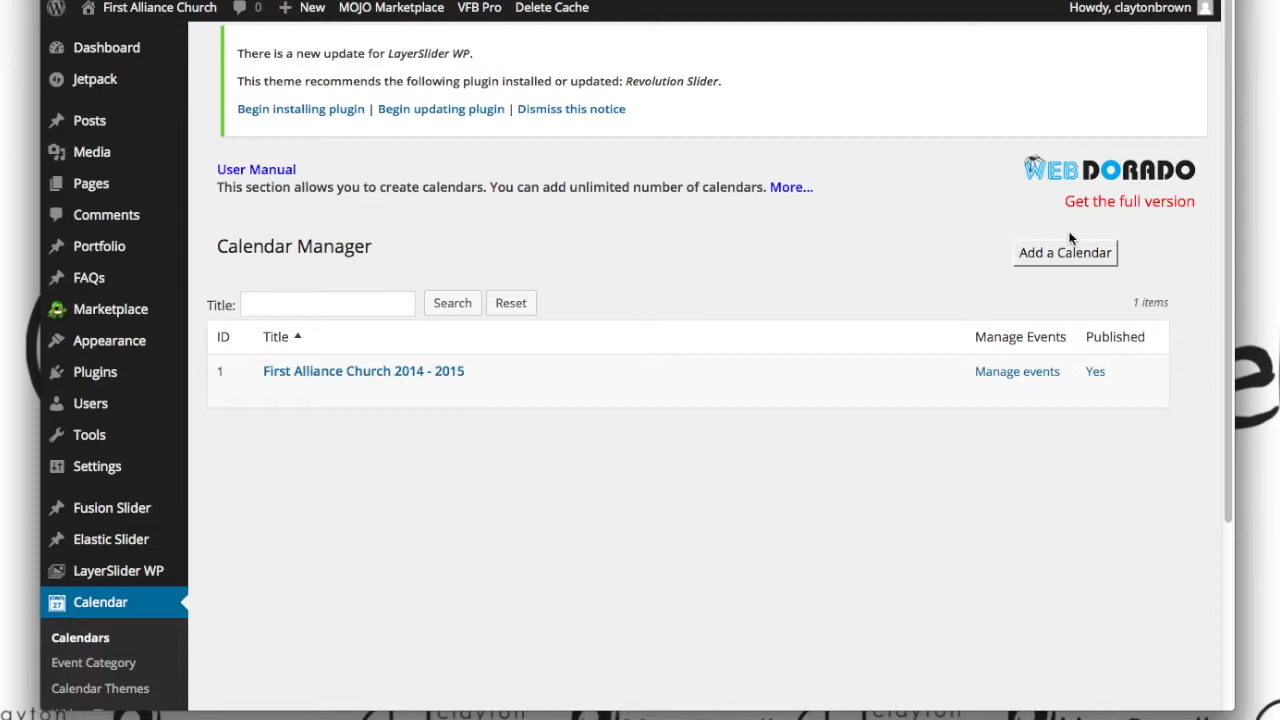 First Alliance Church 0 New MOJO Marketplace VFB Pro Delete Cache Howdy, claytonbrown
Dashboard
Jetpack
Posts
Media
Pages
Comments
Portfolio
FAQs
Marketplace
Appearance
Plugins
Users
Tools
Settings
Fusion Slider
Elastic Slider
LayerSlider WP
27 Calendar
Calendars
Event Category
Calendar Themes
There is a new update for LayerSlider WP.
This theme recommends the following plugin installed or updated: Revolution Slider.
Begin installing plugin | Begin updating plugin | Dismiss this notice
User Manual
This section allows you to create calendars. You can add unlimited number of calendars. More...
WEBDORADO
Get the full version
Calendar Manager
Add a Calendar
Title: Search Reset 1 items
ID Title Manage Events Published
1 First Alliance Church 2014 - 2015 Manage events Yes
clayton